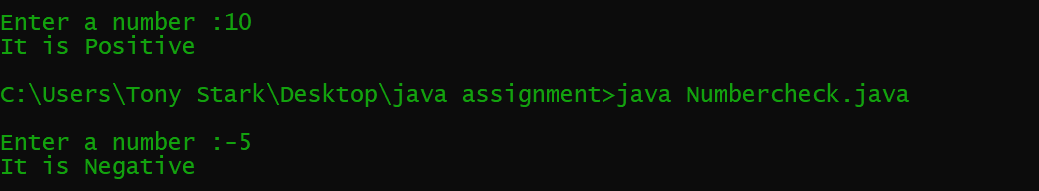 Enter a number :10
It is Positive
C:\Users\Tony Stark\Desktop\java assignment>java Numbercheck.java
Enter a number :-5
It is Negative